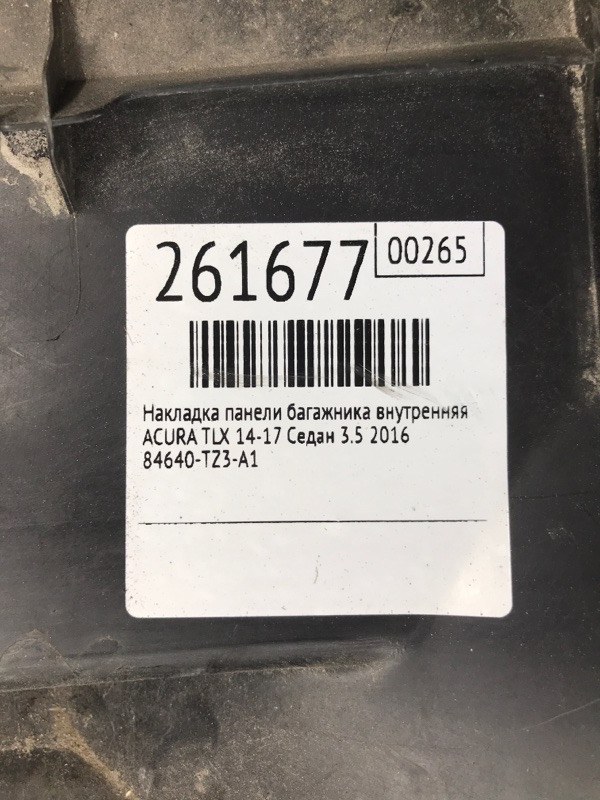 261677
00265
Накладка панели багажника внутренняя
ACURA TLX 14-17 Седан 3.5 2016
84640-TZ3-A1